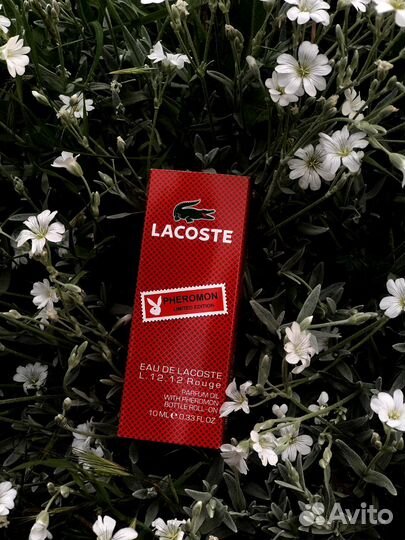 LACOSTE
PHEROMON
LIMITED EDITION
EAU DE LACOSTE
L.12.12 Rouge
PARFUM OIL
WITH PHEROMON
BOTTLE ROLL-ON
10 ML ℮ 0.33 FL.OZ
Avito